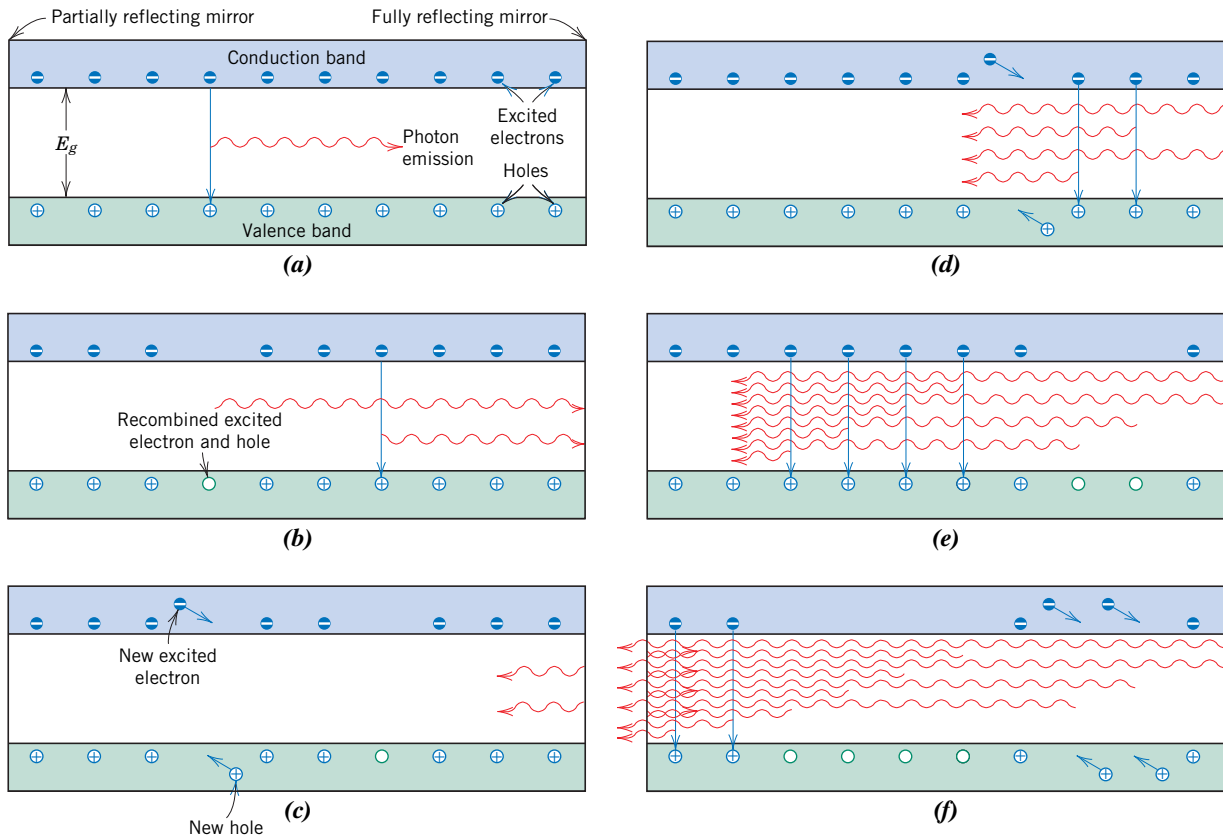 Partially reflecting mirror
Fully reflecting mirror
Conduction band
E_g
Excited
electrons
Photon
emission
Holes
Valence band
(a)
Recombined excited
electron and hole
(b)
New excited
electron
New hole
(c)
(d)
(e)
(f)